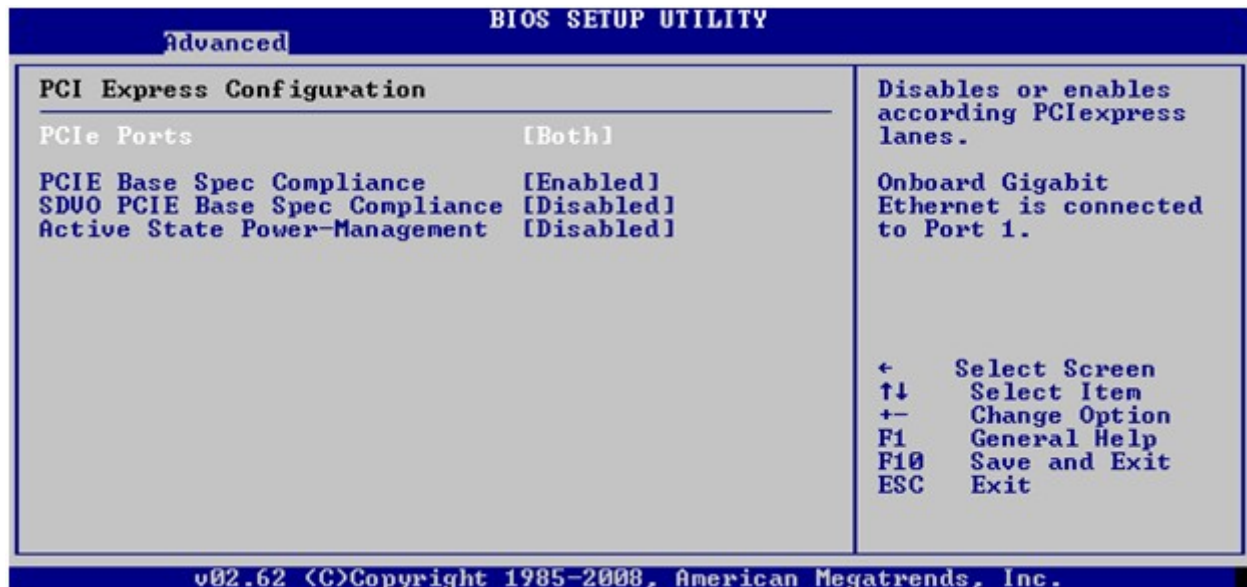 BIOS SETUP UTILITY
Advanced
PCI Express Configuration
PCIe Ports [Both]
PCIE Base Spec Compliance [Enabled]
SDVO PCIE Base Spec Compliance [Disabled]
Active State Power-Management [Disabled]
Disables or enables
according PCIexpress
lanes.
Onboard Gigabit
Ethernet is connected
to Port 1.
← Select Screen
↑↓ Select Item
+- Change Option
F1 General Help
F10 Save and Exit
ESC Exit
v02.62 (C)Copyright 1985-2008, American Megatrends, Inc.